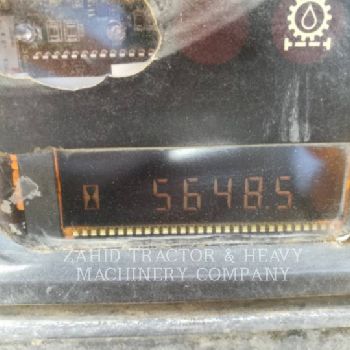 5648.5
ZAHID TRACTOR & HEAVY
MACHINERY COMPANY